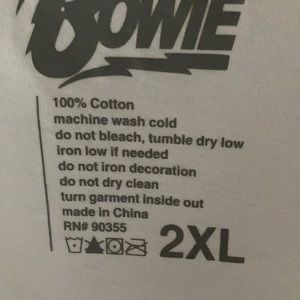 BOWIE
100% Cotton
machine wash cold
do not bleach, tumble dry low
iron low if needed
do not iron decoration
do not dry clean
turn garment inside out
made in China
RN# 90355
2XL